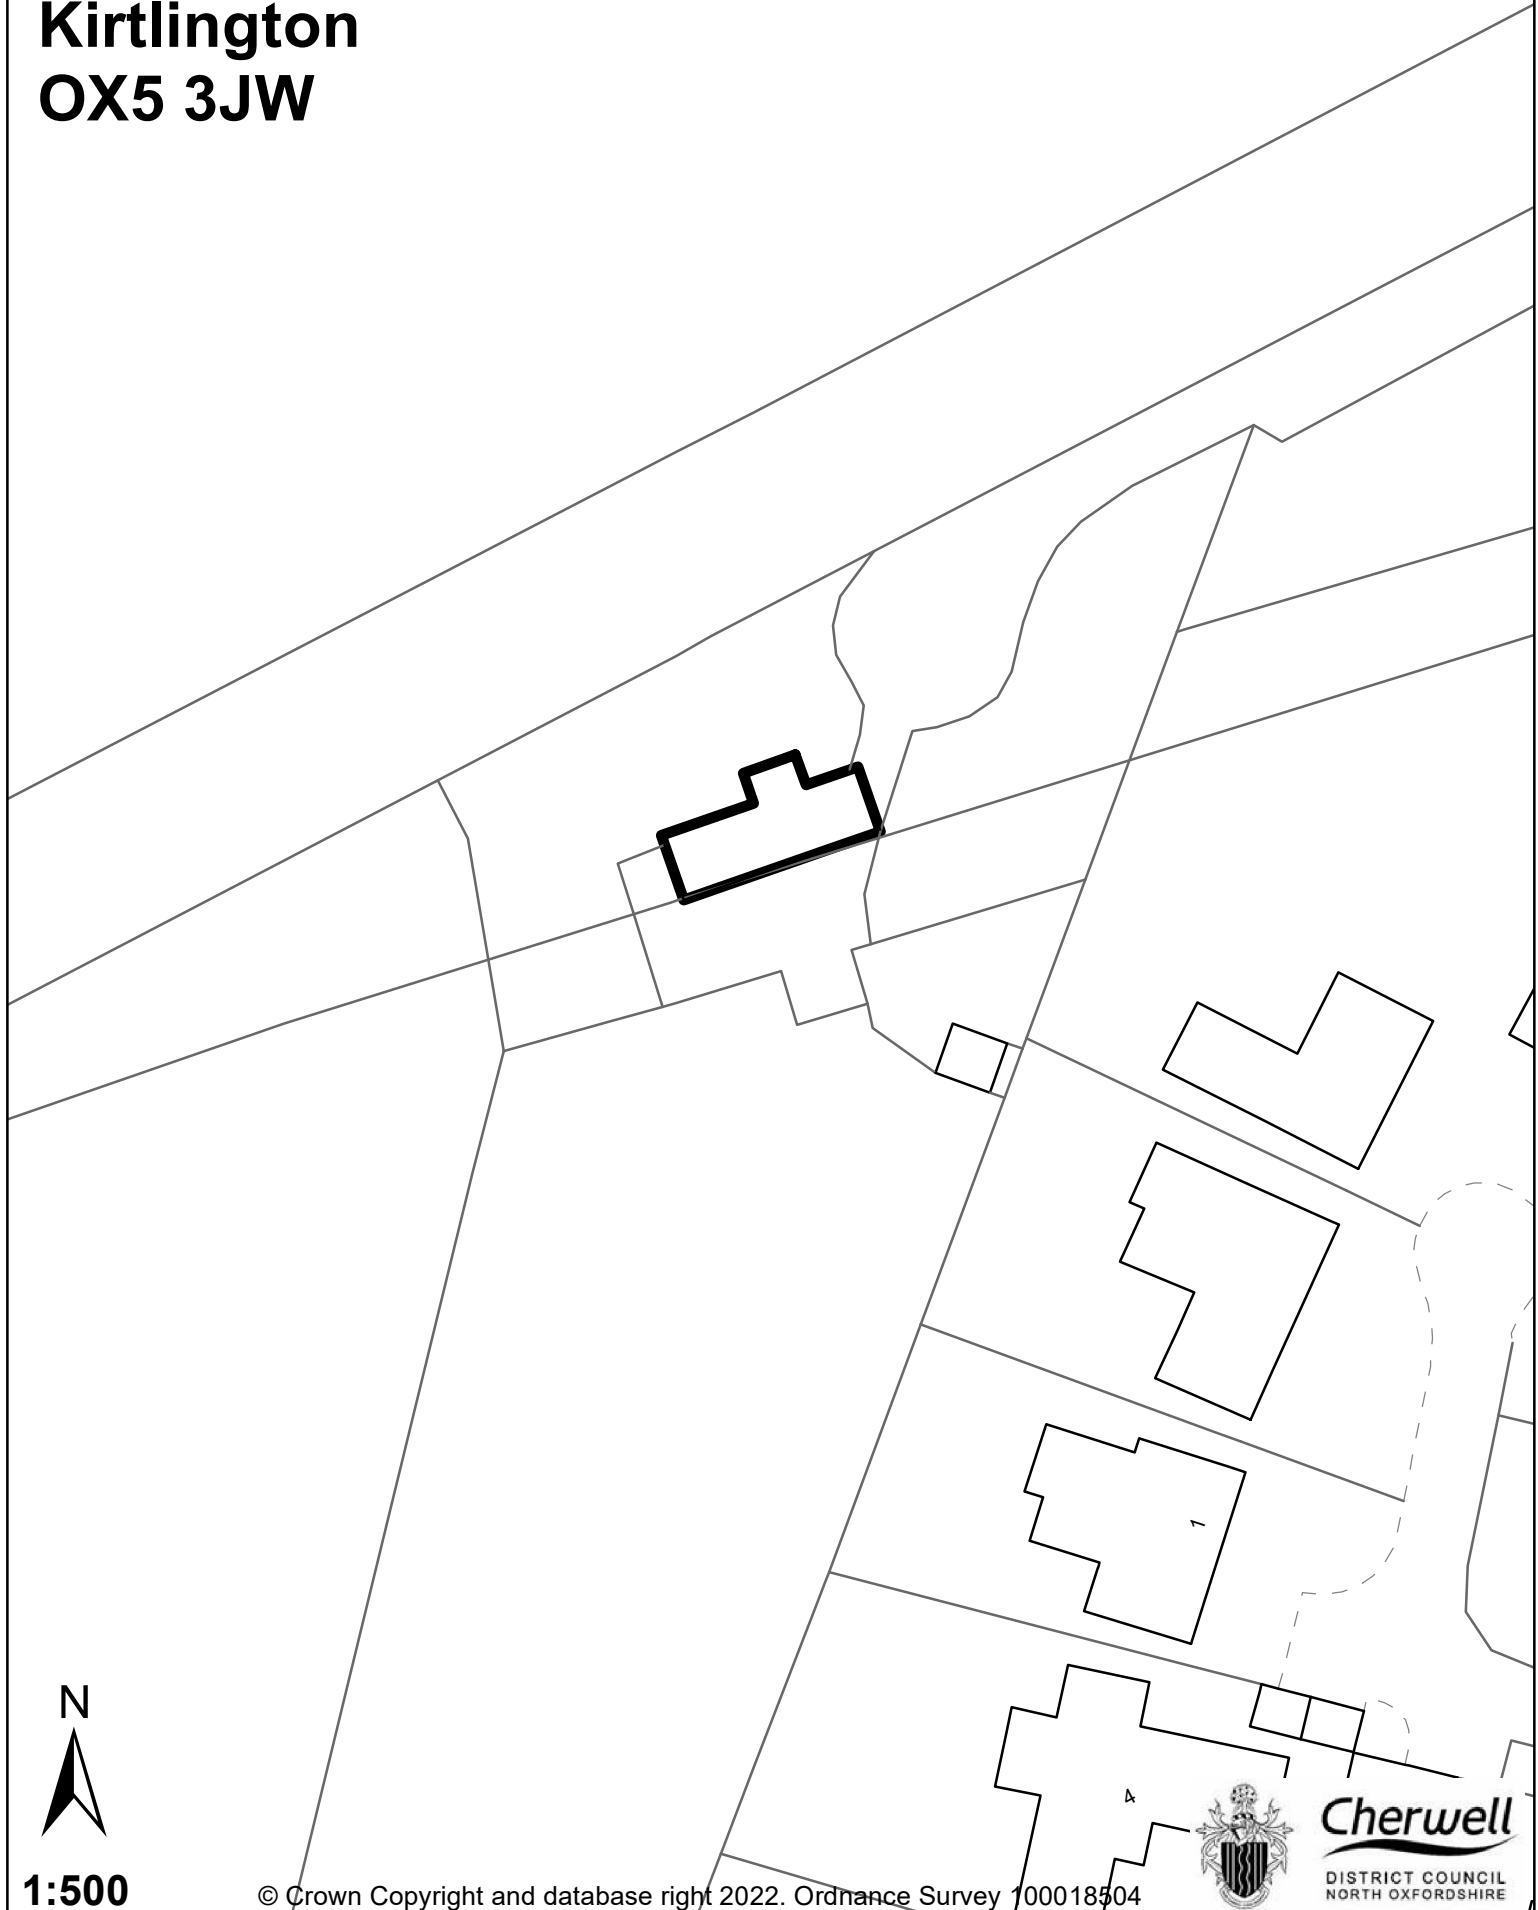 Kirtlington
OX5 3JW
1
4
N
1:500
© Crown Copyright and database right 2022. Ordnance Survey 100018504
Cherwell
DISTRICT COUNCIL
NORTH OXFORDSHIRE